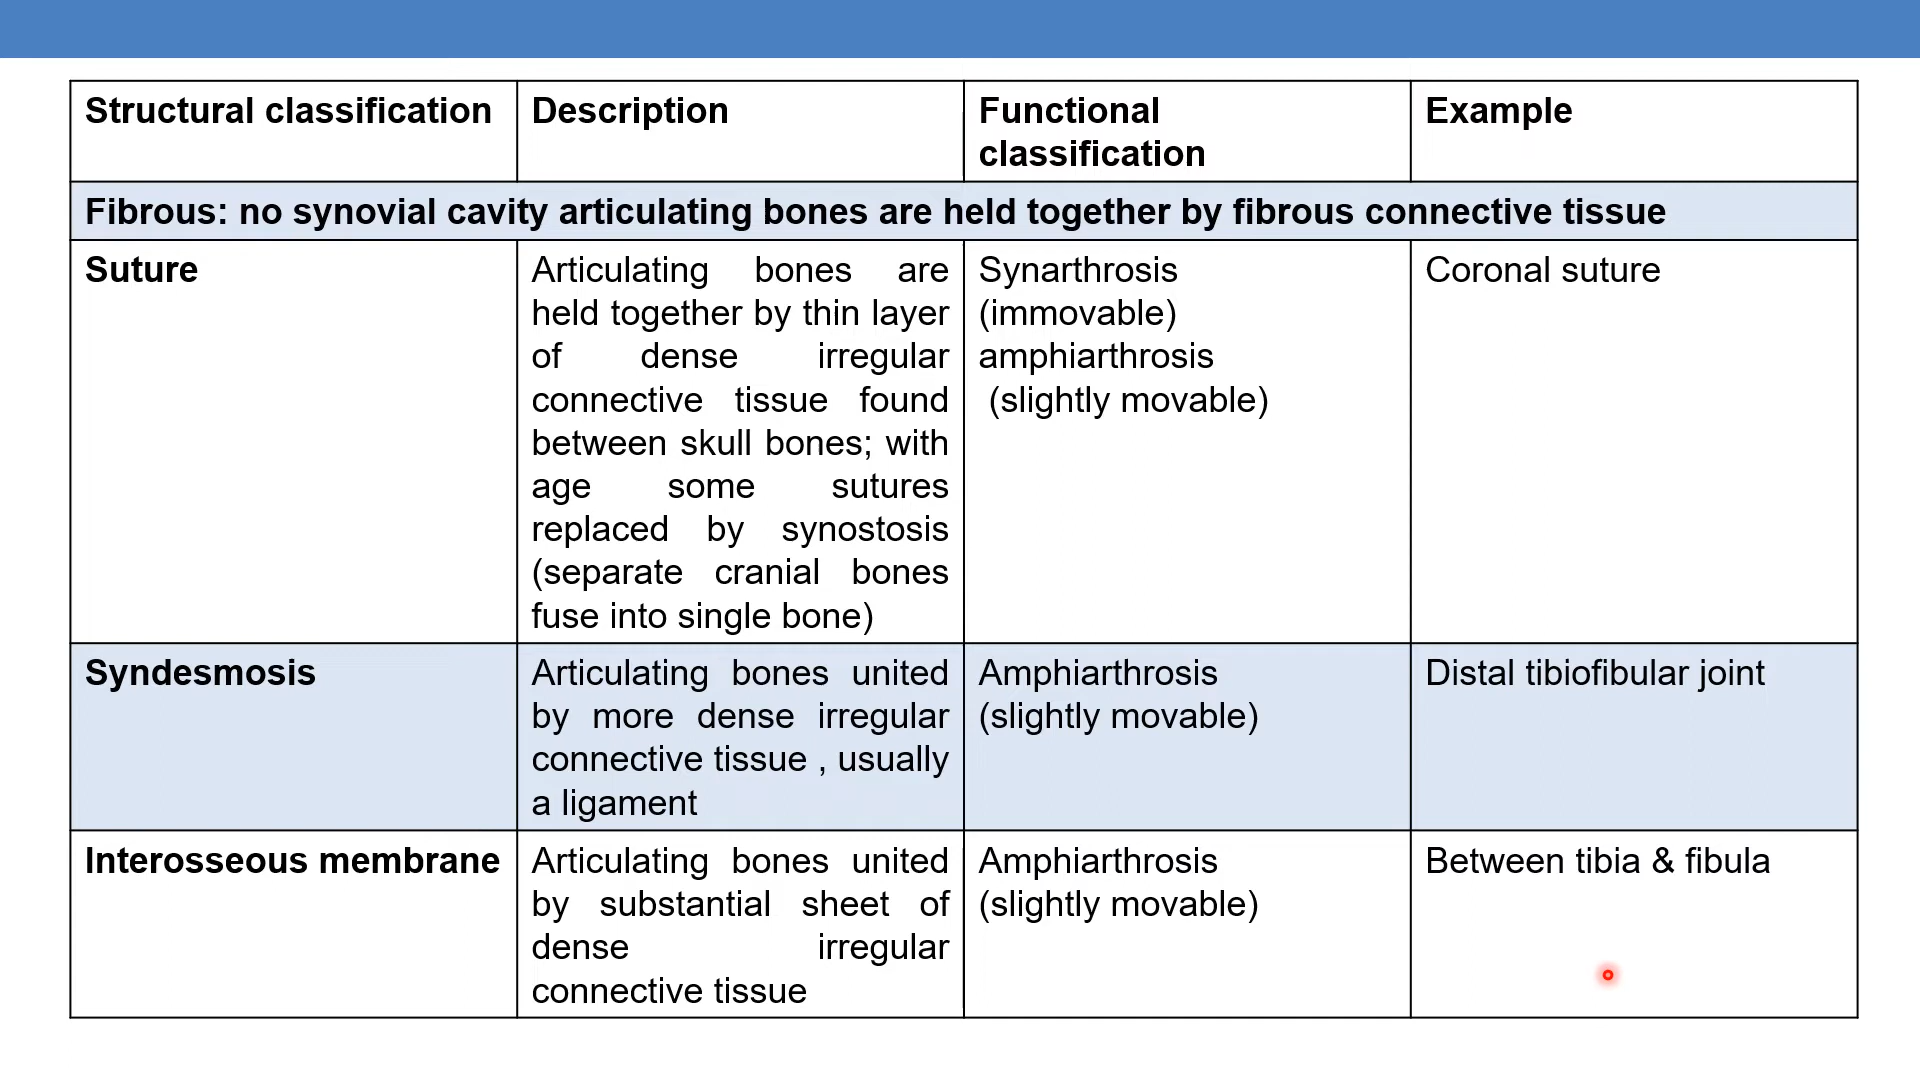 Structural classification
Description
Functional
classification
Example
Fibrous: no synovial cavity articulating bones are held together by fibrous connective tissue
Suture
Articulating bones are
held together by thin layer
of dense irregular
connective tissue found
between skull bones; with
age some sutures
replaced by synostosis
(separate cranial bones
fuse into single bone)
Synarthrosis
(immovable)
amphiarthrosis
(slightly movable)
Coronal suture
Syndesmosis
Articulating bones united
by more dense irregular
connective tissue , usually
a ligament
Amphiarthrosis
(slightly movable)
Distal tibiofibular joint
Interosseous membrane
Articulating bones united
by substantial sheet of
dense irregular
connective tissue
Amphiarthrosis
(slightly movable)
Between tibia & fibula